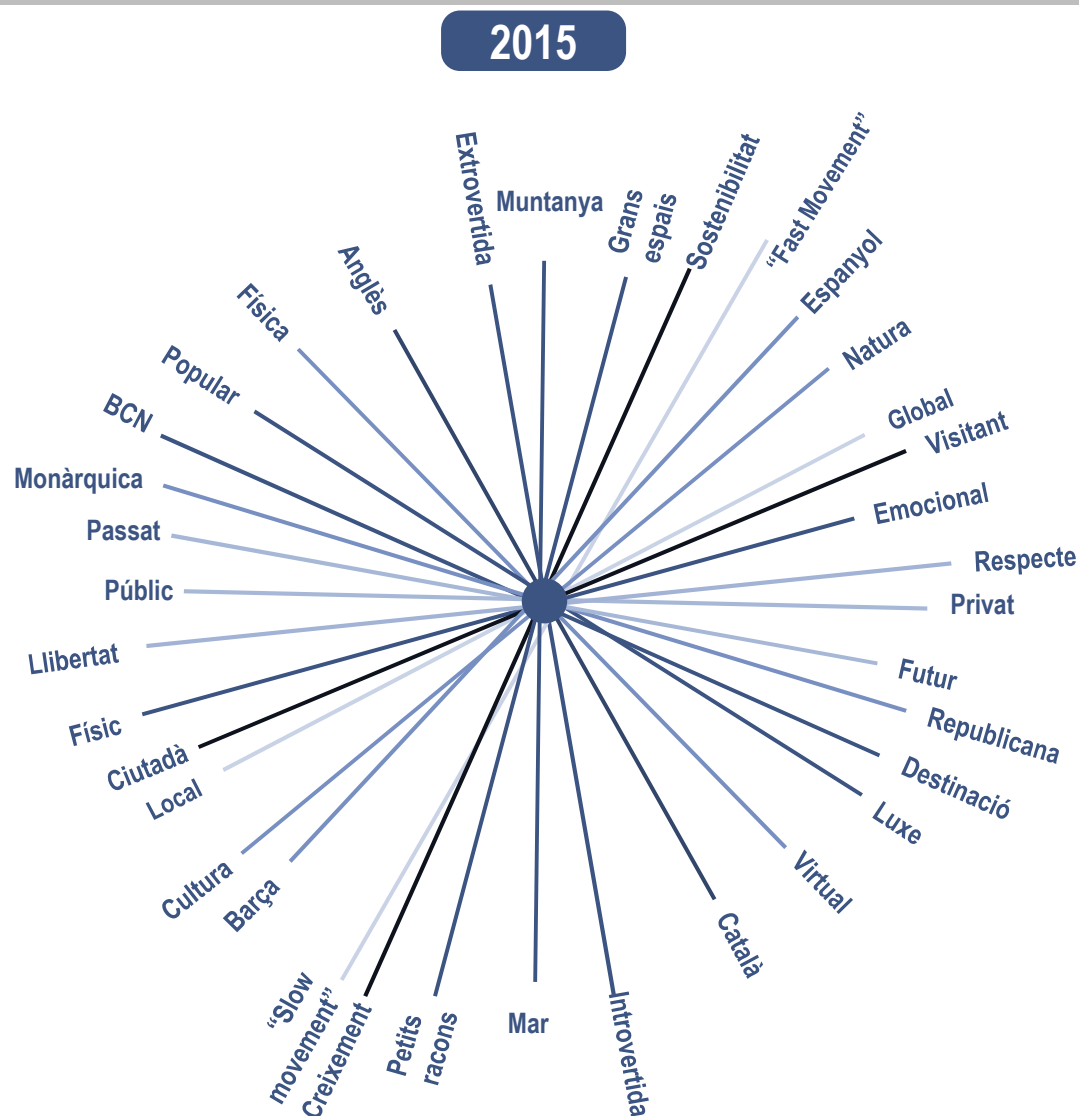 2015
Extrovertida
Muntanya
Grans
espais
Sostenibilitat
“Fast Movement”
Espanyol
Natura
Global
Visitant
Emocional
Respecte
Privat
Futur
Republicana
Destinació
Luxe
Virtual
Català
Introvertida
Mar
Petits
racons
Creixement
“Slow
movement”
Barça
Cultura
Local
Ciutadà
Físic
Llibertat
Públic
Passat
Monàrquica
BCN
Popular
Física
Anglès